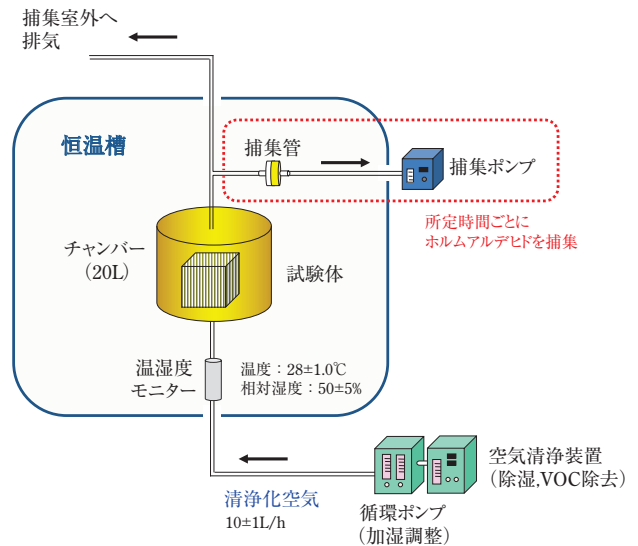 捕集室外へ
排気
恒温槽
捕集管
捕集ポンプ
所定時間ごとに
ホルムアルデヒドを捕集
チャンバー
(20L)
試験体
温湿度
モニター
温度：28±1.0℃
相対湿度：50±5%
清浄化空気
10±1L/h
循環ポンプ
(加湿調整)
空気清浄装置
(除湿,VOC除去)